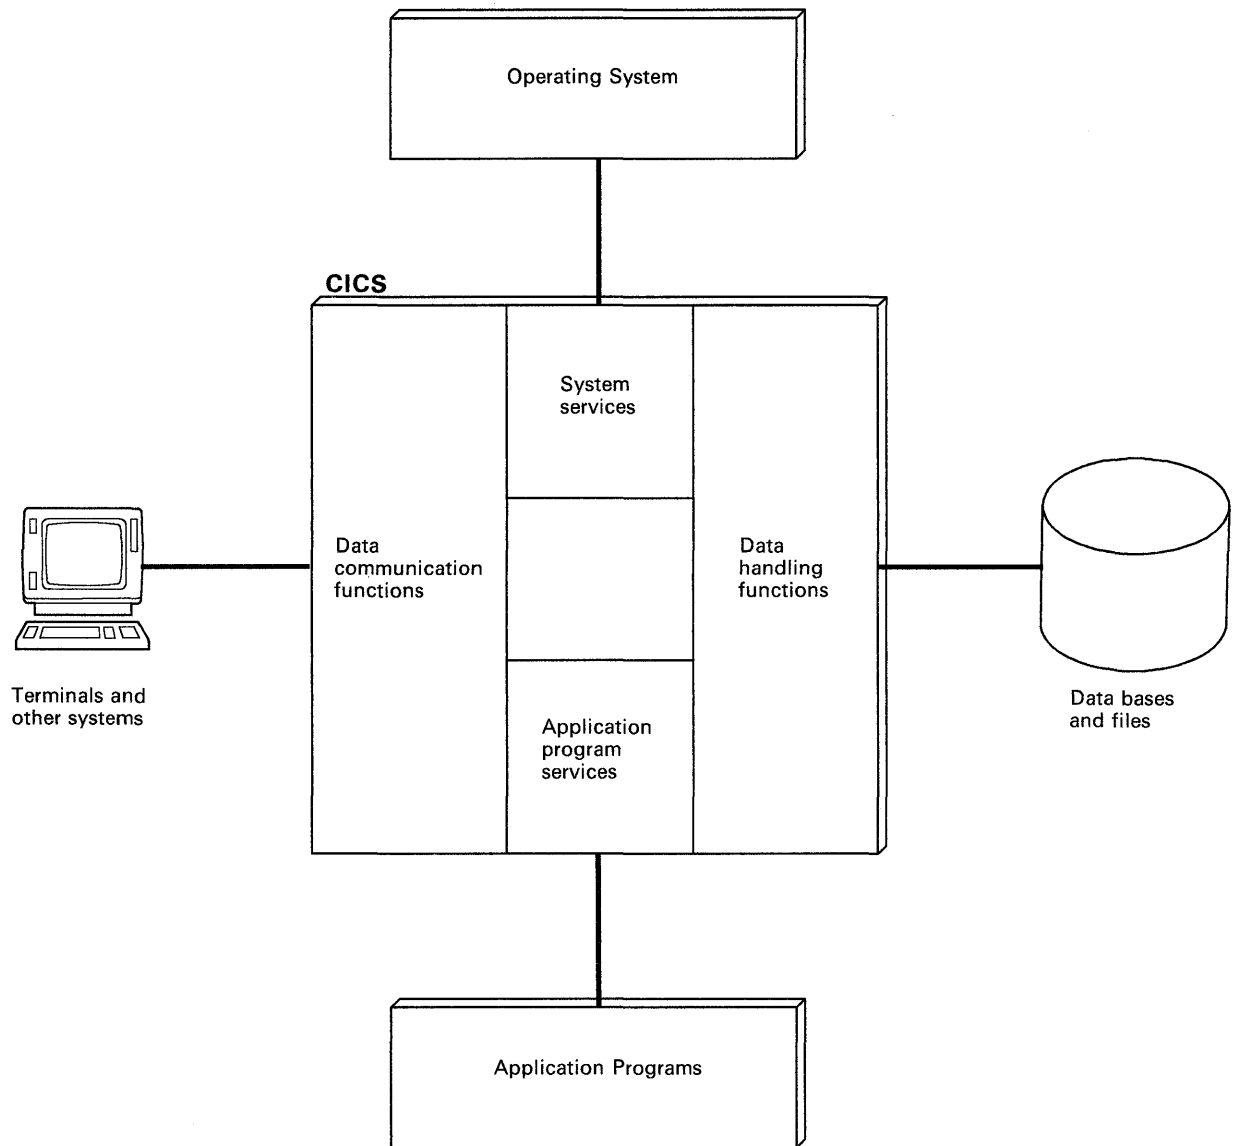 Operating System
CICS
System
services
Data
communication
functions
Data
handling
functions
Terminals and
other systems
Data bases
and files
Application
program
services
Application Programs